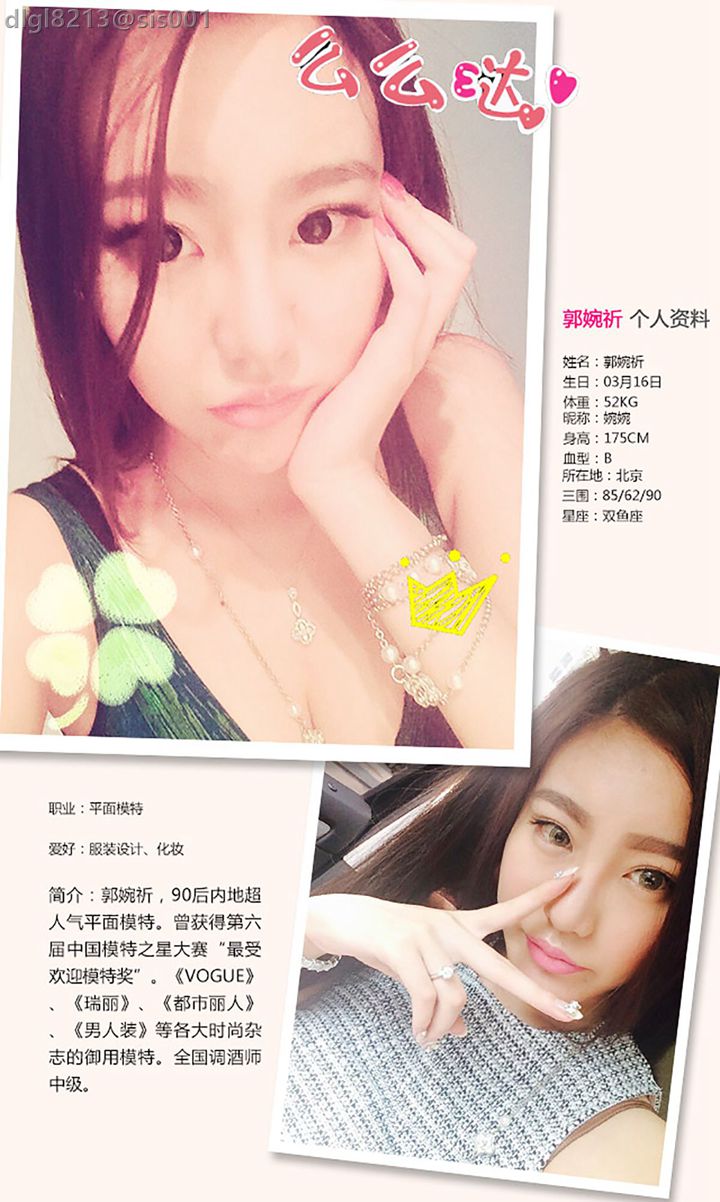 dlgl8213@sis001
么么哒
郭婉祈 个人资料
姓名：郭婉祈
生日：03月16日
体重：52KG
昵称：婉婉
身高：175CM
血型：B
所在地：北京
三围：85/62/90
星座：双鱼座
职业：平面模特
爱好：服装设计、化妆
简介：郭婉祈，90后内地超
人气平面模特。曾获得第六
届中国模特之星大赛“最受
欢迎模特奖”。《VOGUE》
、《瑞丽》、《都市丽人》
、《男人装》等各大时尚杂
志的御用模特。全国调酒师
中级。